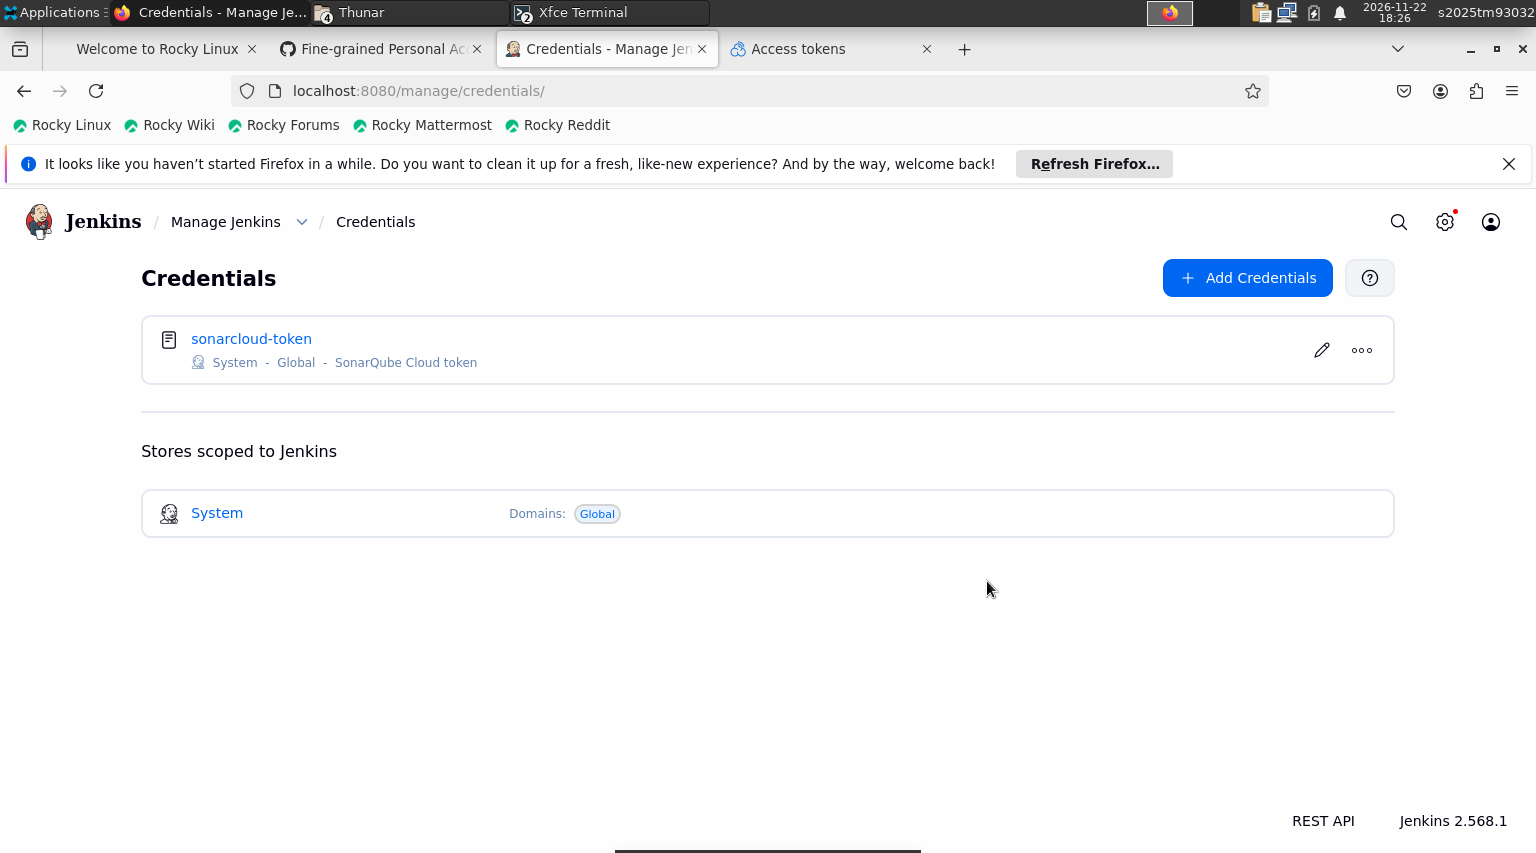 Applications
Credentials - Manage Je...
4
Thunar
2
Xfce Terminal
2026-11-22
18:26
s2025tm93032
Welcome to Rocky Linux
Fine-grained Personal Ac
Credentials - Manage Jen
Access tokens
localhost:8080/manage/credentials/
Rocky Linux
Rocky Wiki
Rocky Forums
Rocky Mattermost
Rocky Reddit
It looks like you haven’t started Firefox in a while. Do you want to clean it up for a fresh, like-new experience? And by the way, welcome back!
Refresh Firefox…
Jenkins / Manage Jenkins / Credentials
Credentials
+ Add Credentials
sonarcloud-token
System - Global - SonarQube Cloud token
Stores scoped to Jenkins
System
Domains: Global
REST API
Jenkins 2.568.1